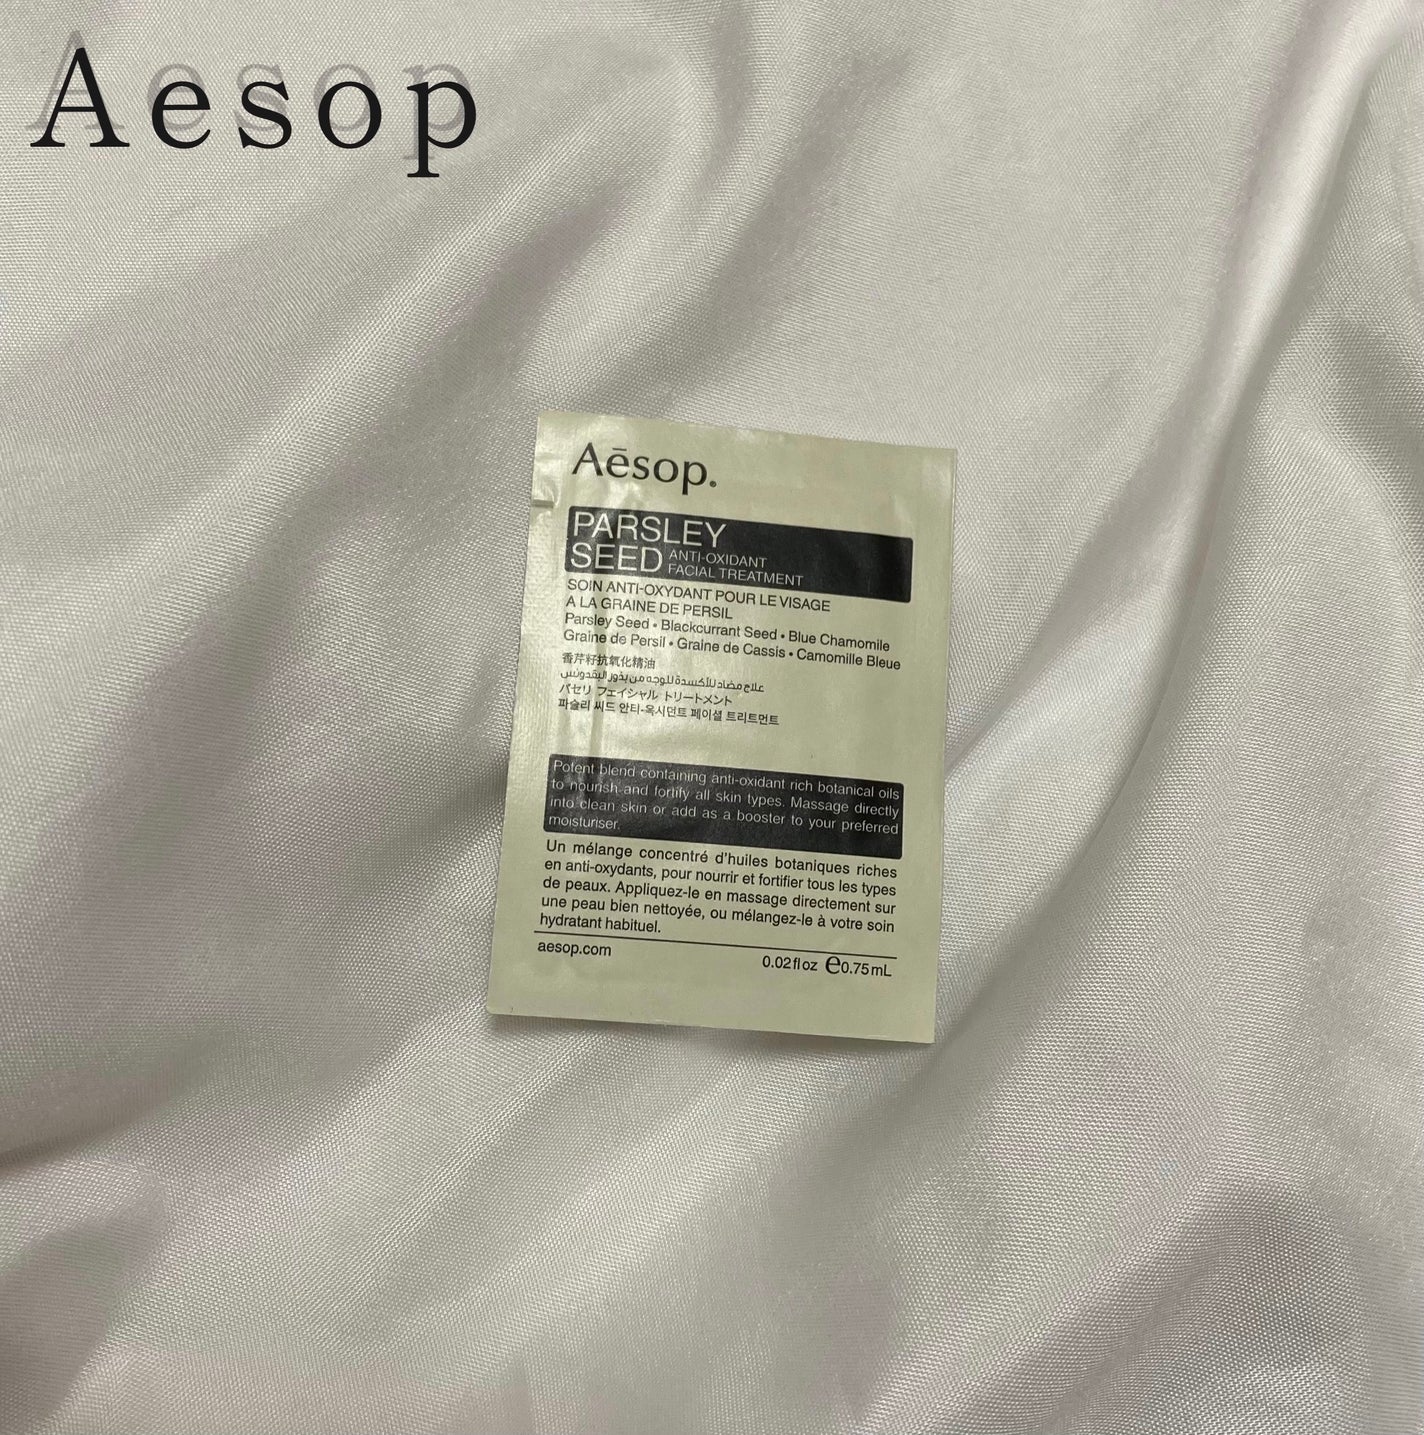 Aesop
Aēsop.
PARSLEY
SEED ANTI-OXIDANT
FACIAL TREATMENT
SOIN ANTI-OXYDANT POUR LE VISAGE
A LA GRAINE DE PERSIL
Parsley Seed • Blackcurrant Seed • Blue Chamomile
Graine de Persil • Graine de Cassis • Camomille Bleue
香芹籽抗氧化精油
علاج مضاد للأكسدة للوجه من بذور البقدونس
パセリ フェイシャル トリートメント
파슬리 씨드 안티-옥시던트 페이셜 트리트먼트
Potent blend containing anti-oxidant rich botanical oils
to nourish and fortify all skin types. Massage directly
into clean skin or add as a booster to your preferred
moisturiser.
Un mélange concentré d'huiles botaniques riches
en anti-oxydants, pour nourrir et fortifier tous les types
de peaux. Appliquez-le en massage directement sur
une peau bien nettoyée, ou mélangez-le à votre soin
hydratant habituel.
aesop.com 0.02 fl oz ℮0.75 mL